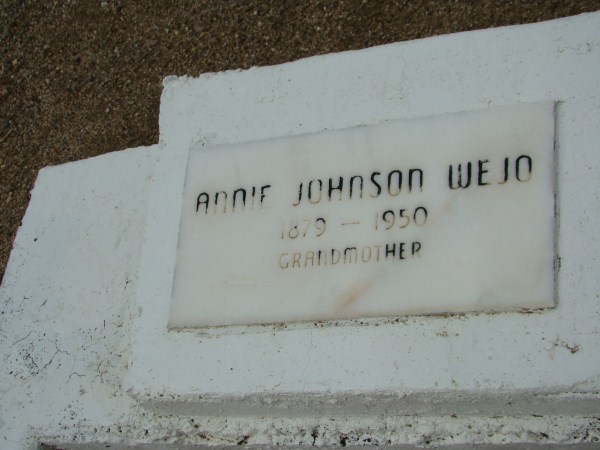 ANNIE JOHNSON WEJO
1879 — 1950
GRANDMOTHER